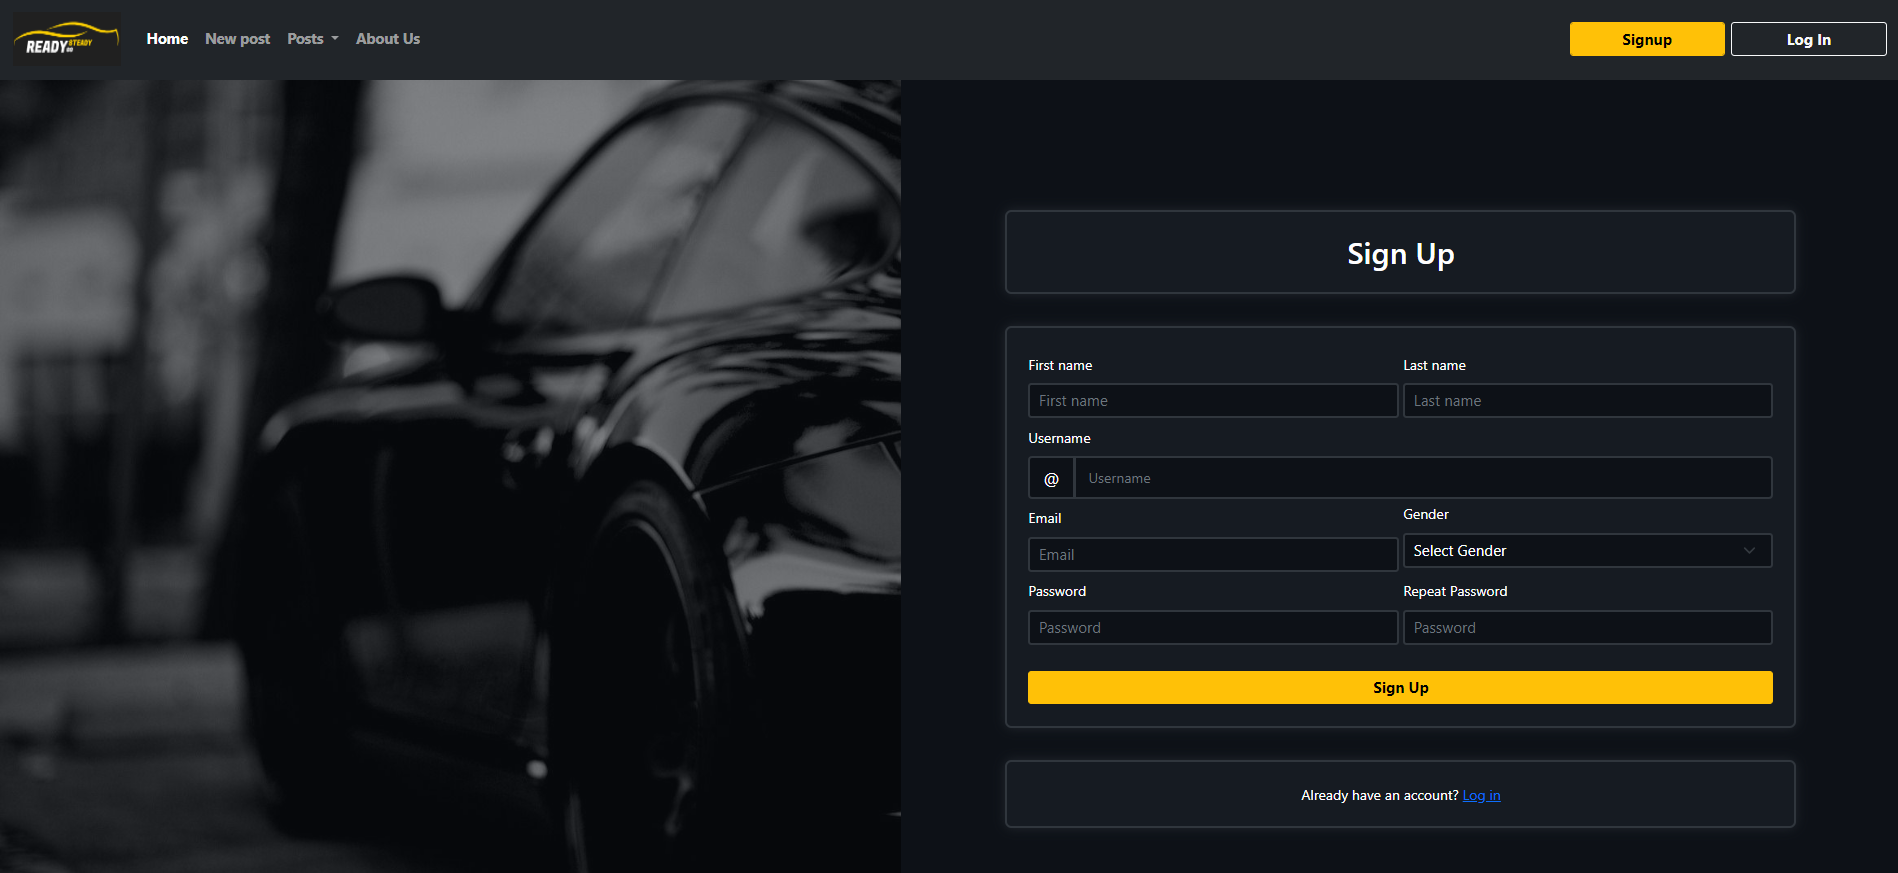 READY STEADY GO
Home New post Posts About Us Signup Log In
Sign Up
First name Last name
First name Last name
Username
@ Username
Email Gender
Email Select Gender
Password Repeat Password
Password Password
Sign Up
Already have an account? Log in